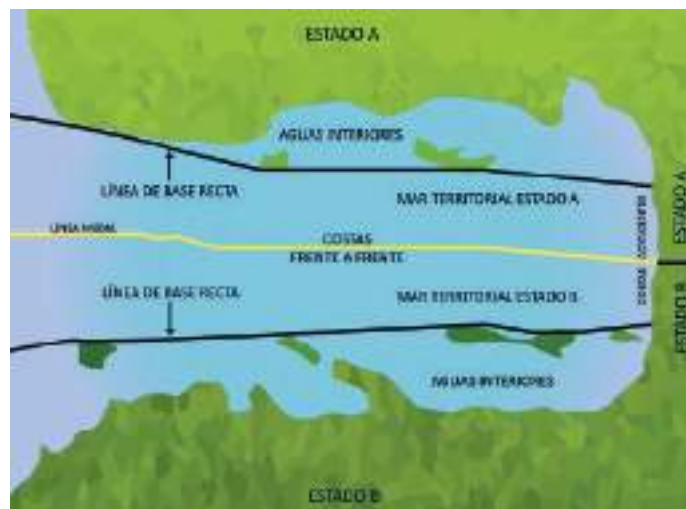 ESTADO A
AGUAS INTERIORES
LÍNEA DE BASE RECTA
MAR TERRITORIAL ESTADO A
LÍNEA MEDIA
COSTAS
FRENTE A FRENTE
LÍNEA DE BASE RECTA
MAR TERRITORIAL ESTADO B
AGUAS INTERIORES
ESTADO B
ESTADO A
ESTADO B